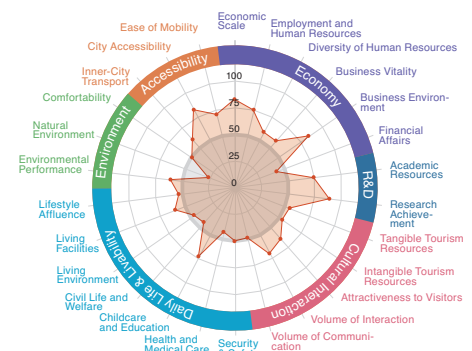 Economic
Scale
Employment and
Human Resources
Diversity of Human Resources
Business Vitality
Business Environ-
ment
Financial
Affairs
Academic
Resources
Research
Achieve-
ment
Tangible Tourism
Resources
Intangible Tourism
Resources
Attractiveness to Visitors
Volume of Interaction
Volume of Communi-
cation
Security
Health and
Medical Care
Childcare
and Education
Civil Life and
Welfare
Living
Environment
Living
Facilities
Lifestyle
Affluence
Environmental
Performance
Natural
Environment
Comfortability
Inner-City
Transport
City Accessibility
Ease of Mobility
Economy
R&D
Cultural Interaction
Daily Life & Livability
Environment
Accessibility
100
75
50
25
0